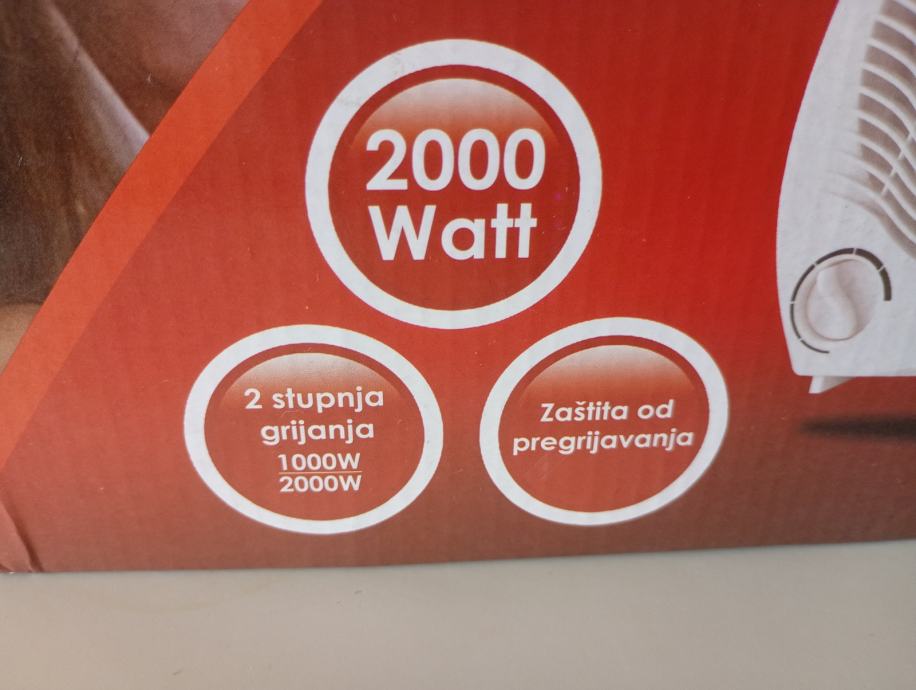 2000
Watt
2 stupnja
grijanja
1000W
2000W
Zaštita od
pregrijavanja